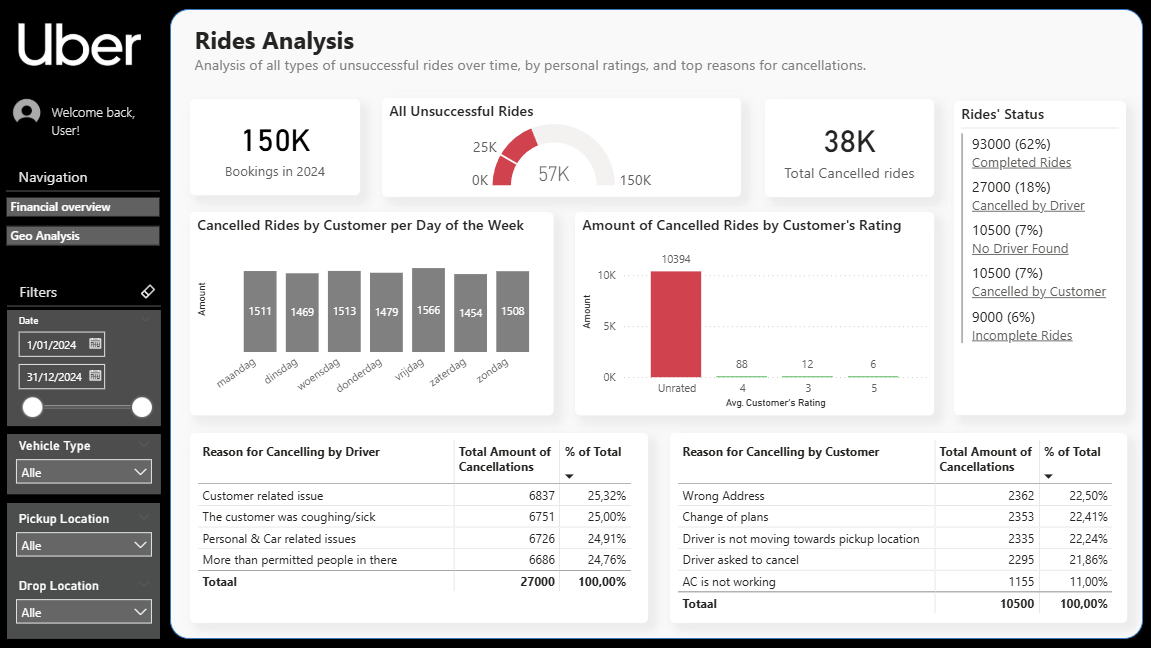 Uber
Welcome back,
User!
Navigation
Financial overview
Geo Analysis
Filters
Date
1/01/2024
31/12/2024
Vehicle Type
Alle
Pickup Location
Alle
Drop Location
Alle
Rides Analysis
Analysis of all types of unsuccessful rides over time, by personal ratings, and top reasons for cancellations.
150K
Bookings in 2024
All Unsuccessful Rides
25K
0K
57K
150K
38K
Total Cancelled rides
Rides' Status
93000 (62%)
Completed Rides
27000 (18%)
Cancelled by Driver
10500 (7%)
No Driver Found
10500 (7%)
Cancelled by Customer
9000 (6%)
Incomplete Rides
Cancelled Rides by Customer per Day of the Week
Amount
1511 1469 1513 1479 1566 1454 1508
maandag dinsdag woensdag donderdag vrijdag zaterdag zondag
Amount of Cancelled Rides by Customer's Rating
Amount
10K
5K
0K
10394 88 12 6
Unrated 4 3 5
Avg. Customer's Rating
Reason for Cancelling by Driver Total Amount of Cancellations % of Total
Customer related issue 6837 25,32%
The customer was coughing/sick 6751 25,00%
Personal & Car related issues 6726 24,91%
More than permitted people in there 6686 24,76%
Totaal 27000 100,00%
Reason for Cancelling by Customer Total Amount of Cancellations % of Total
Wrong Address 2362 22,50%
Change of plans 2353 22,41%
Driver is not moving towards pickup location 2335 22,24%
Driver asked to cancel 2295 21,86%
AC is not working 1155 11,00%
Totaal 10500 100,00%